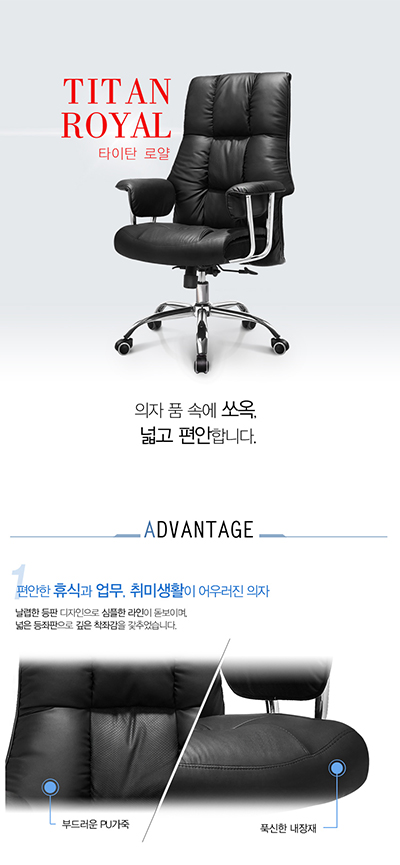 TITAN
ROYAL
타이탄 로얄
의자 품 속에 쏘옥,
넓고 편안합니다.
ADVANTAGE
1
편안한 휴식과 업무, 취미생활이 어우러진 의자
날렵한 등판 디자인으로 심플한 라인이 돋보이며,
넓은 등좌판으로 깊은 착좌감을 갖추었습니다.
부드러운 PU가죽
푹신한 내장재